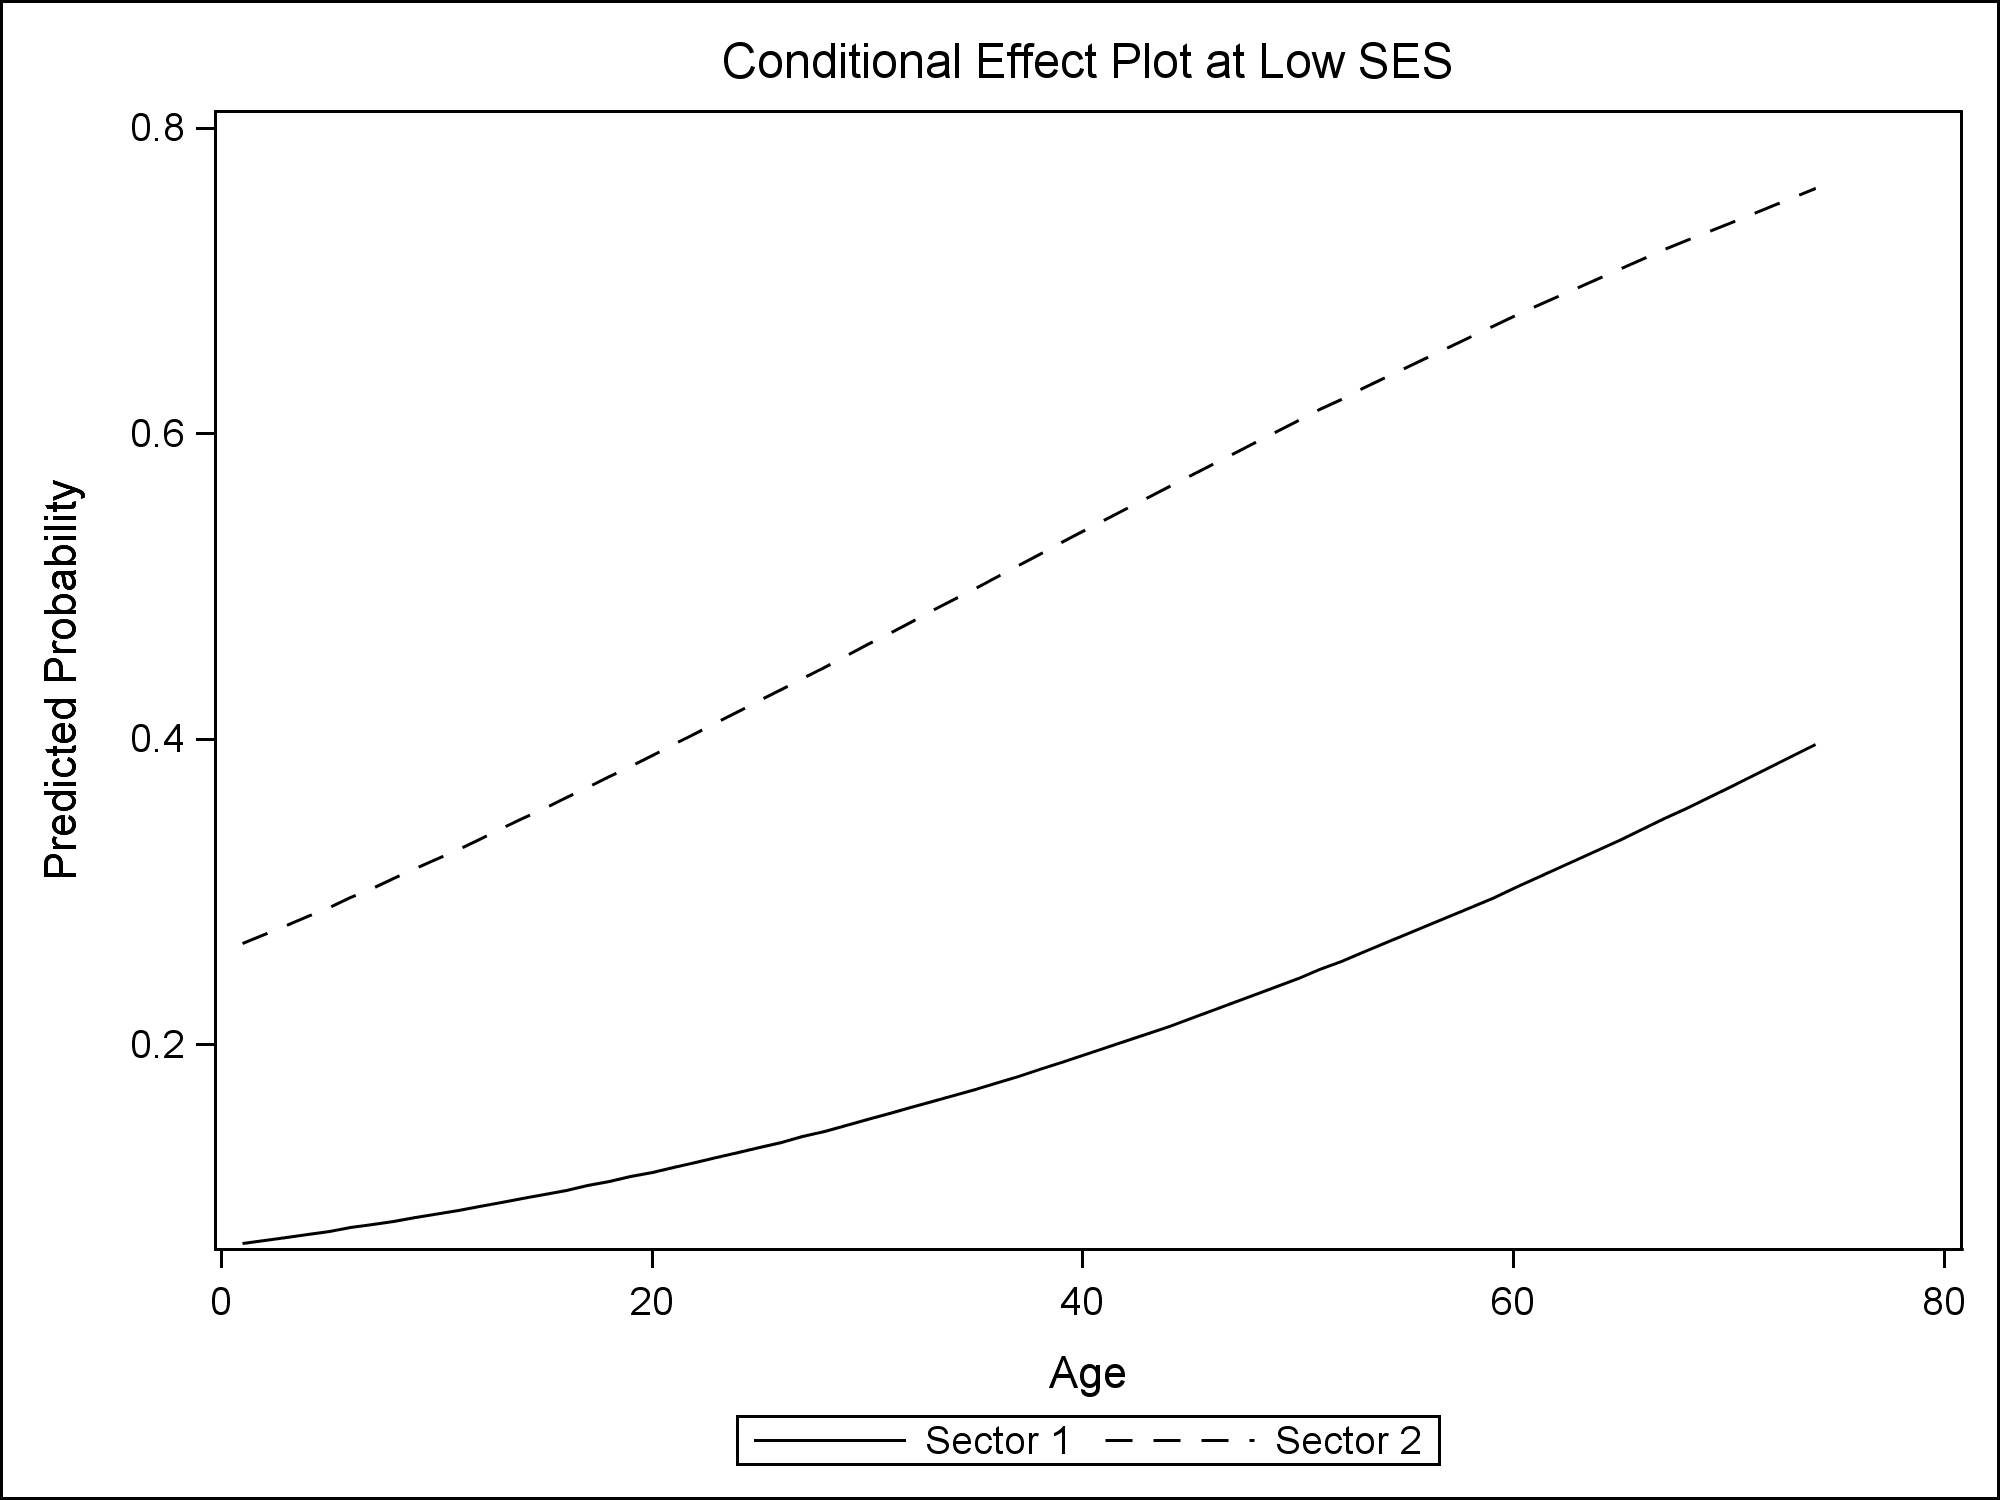 Conditional Effect Plot at Low SES
0.8
0.6
0.4
0.2
Predicted Probability
0 20 40 60 80
Age
Sector 1 Sector 2